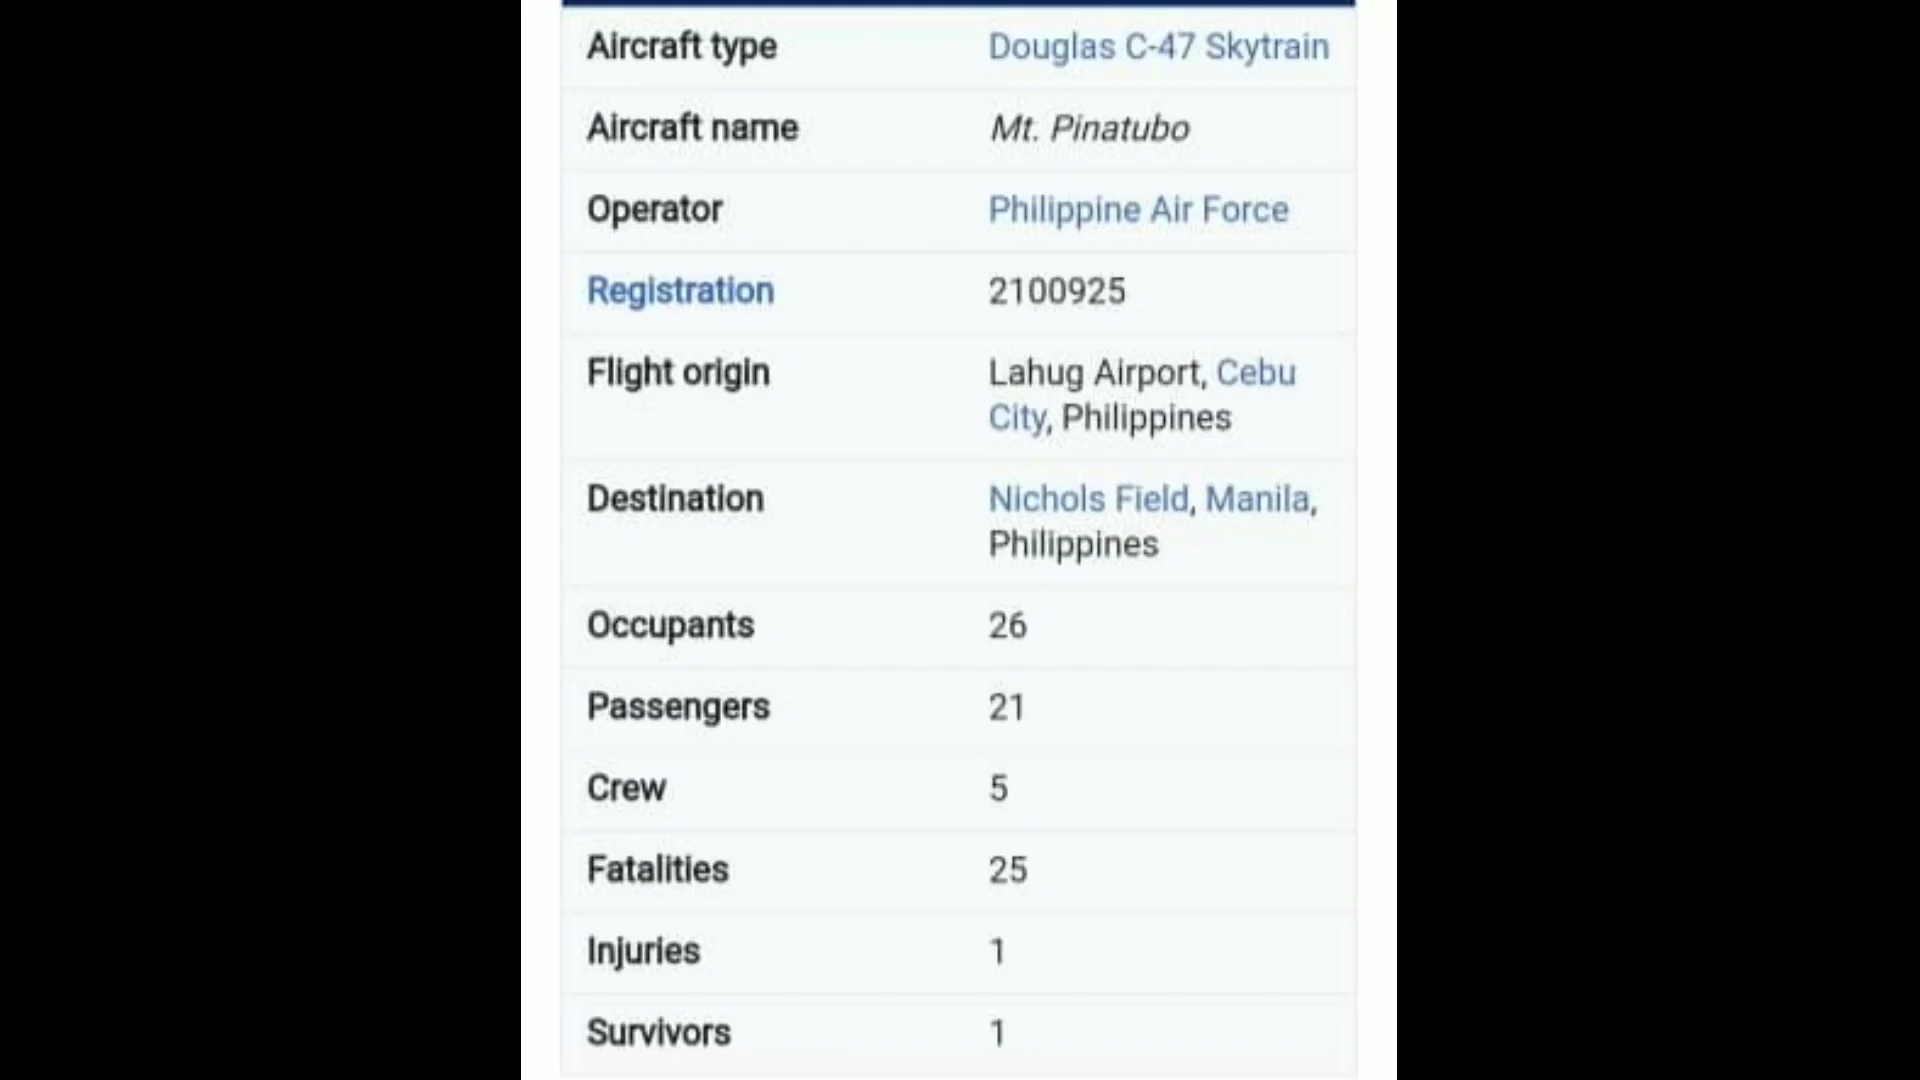 Aircraft type Douglas C-47 Skytrain
Aircraft name Mt. Pinatubo
Operator Philippine Air Force
Registration 2100925
Flight origin Lahug Airport, Cebu
City, Philippines
Destination Nichols Field, Manila,
Philippines
Occupants 26
Passengers 21
Crew 5
Fatalities 25
Injuries 1
Survivors 1